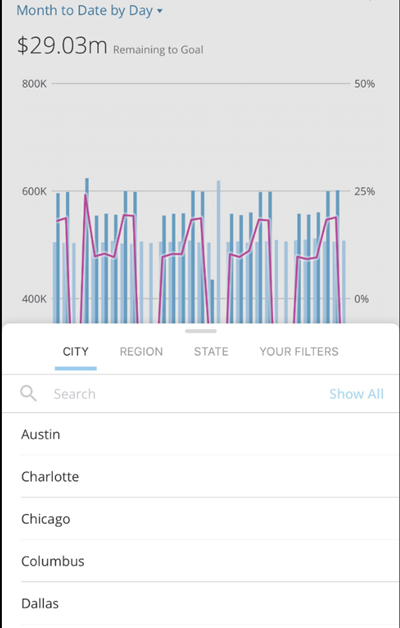 Month to Date by Day
$29.03m Remaining to Goal
800K 50%
600K 25%
400K 0%
CITY REGION STATE YOUR FILTERS
Search Show All
Austin
Charlotte
Chicago
Columbus
Dallas